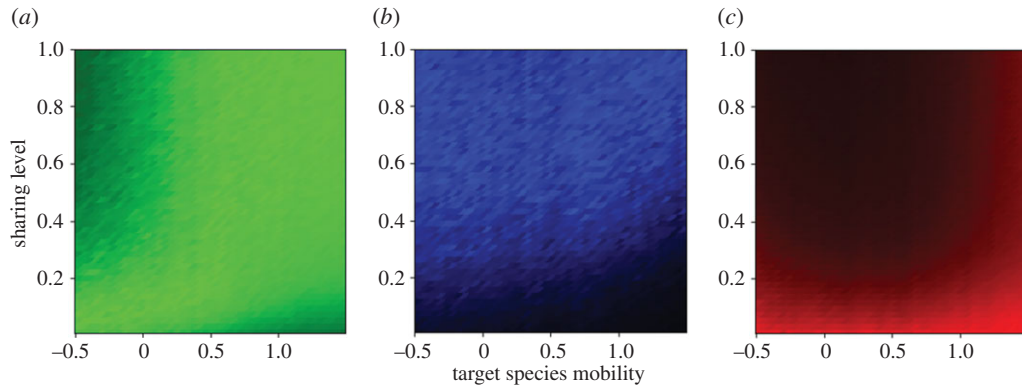 (a) (b) (c)
1.0 1.0 1.0
0.8 0.8 0.8
0.6 0.6 0.6
sharing level
0.4 0.4 0.4
0.2 0.2 0.2
–0.5 0 0.5 1.0 –0.5 0 0.5 1.0 –0.5 0 0.5 1.0
target species mobility